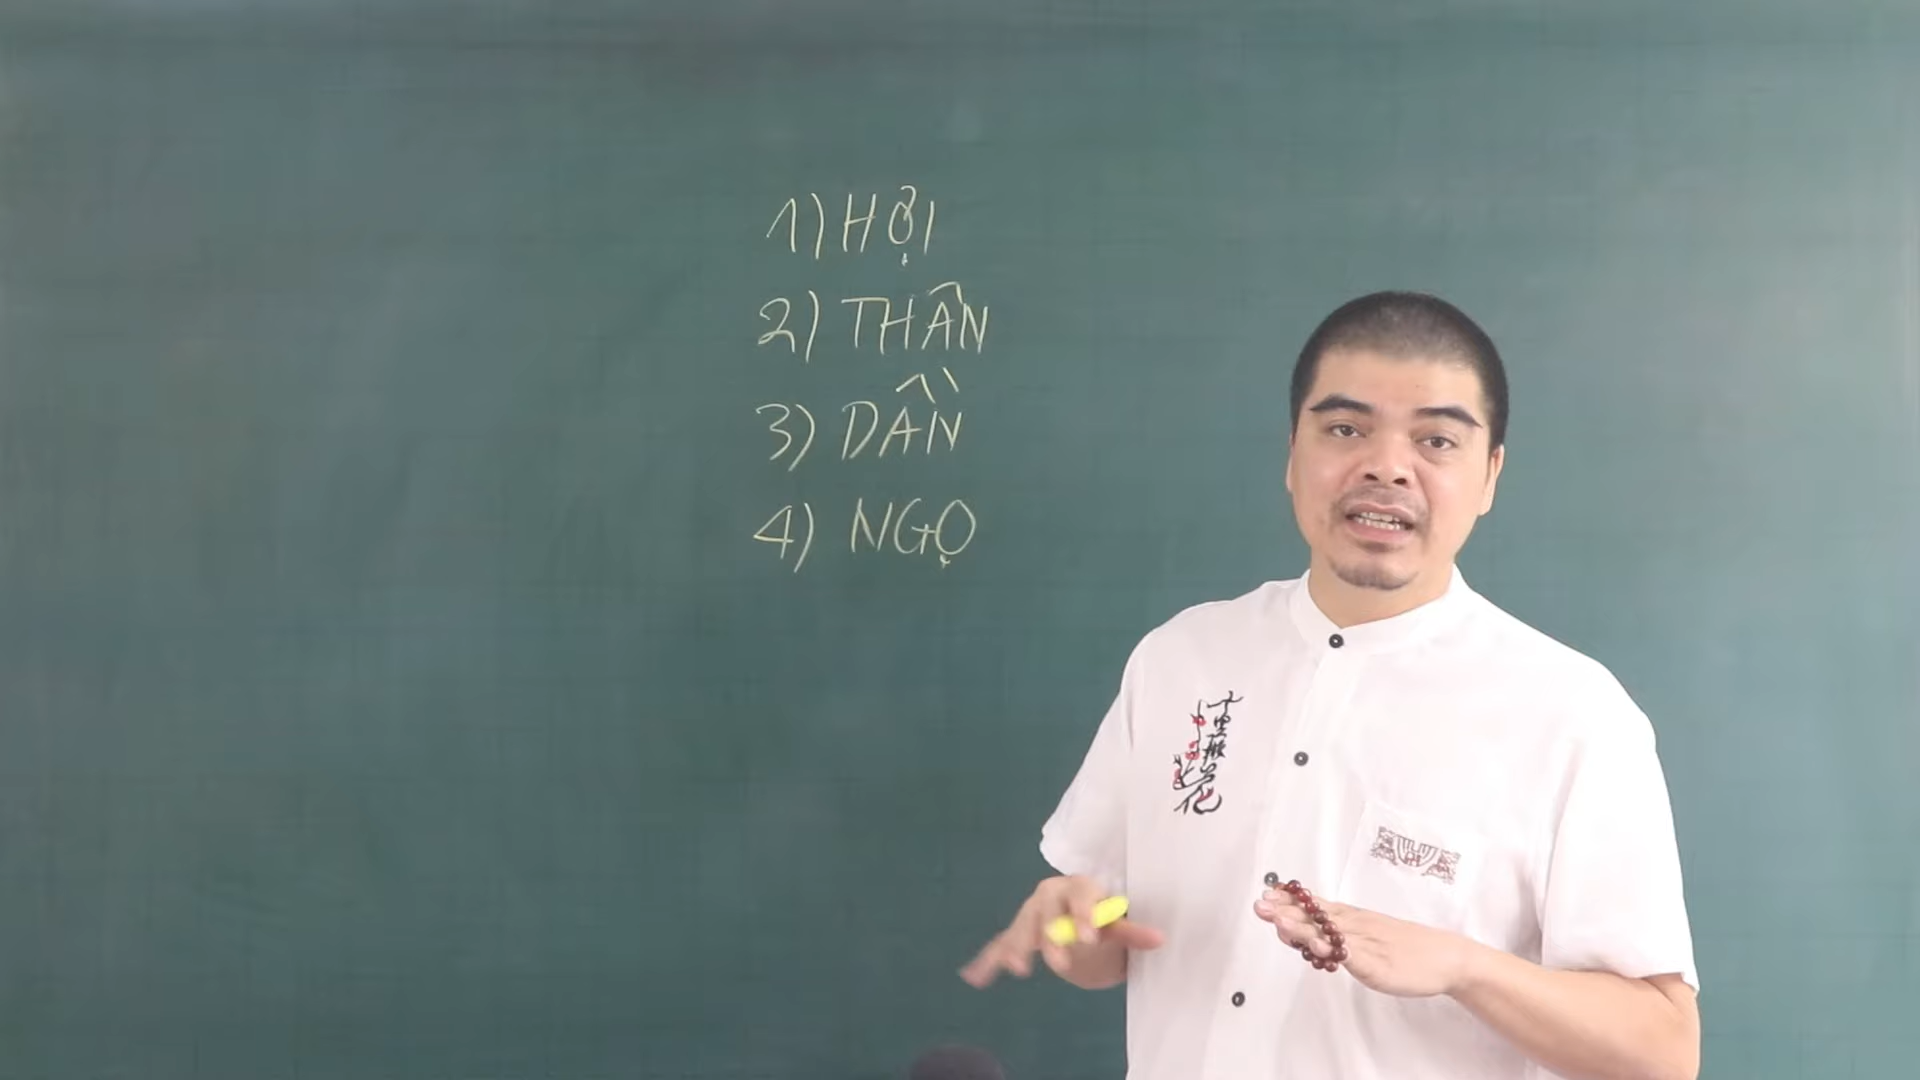 1) HỢI
2) THÂN
3) DẦN
4) NGỌ